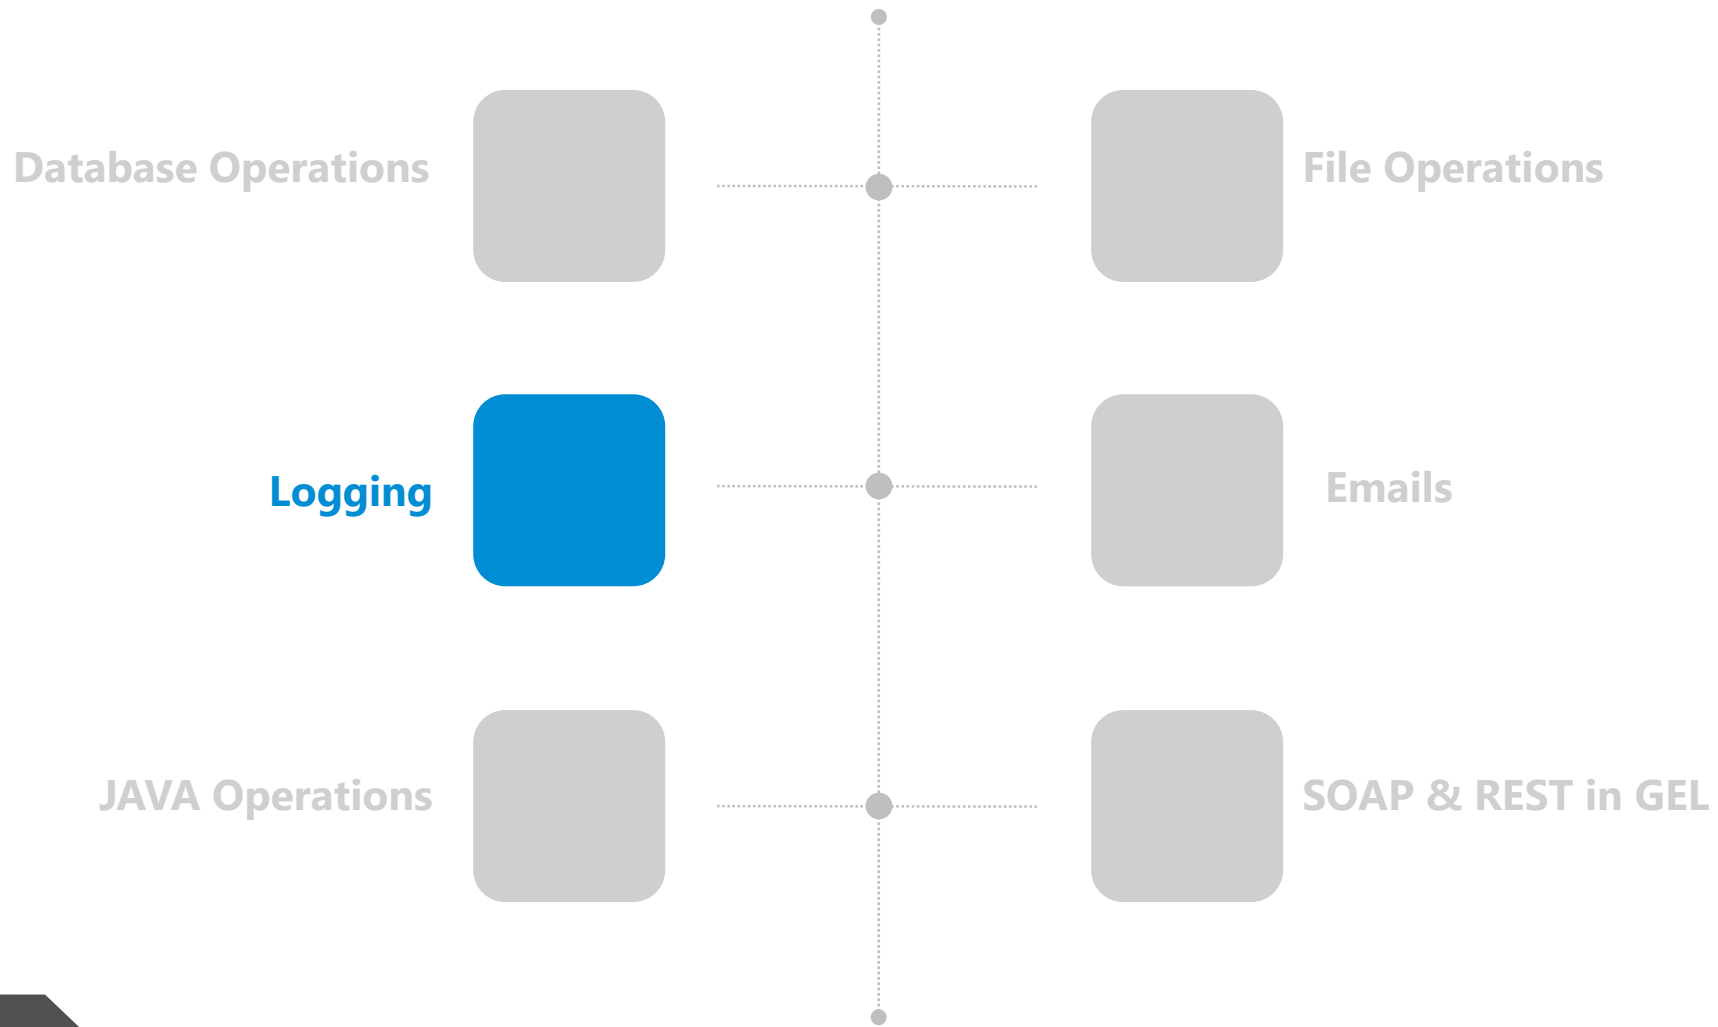 Database Operations
File Operations
Logging
Emails
JAVA Operations
SOAP & REST in GEL